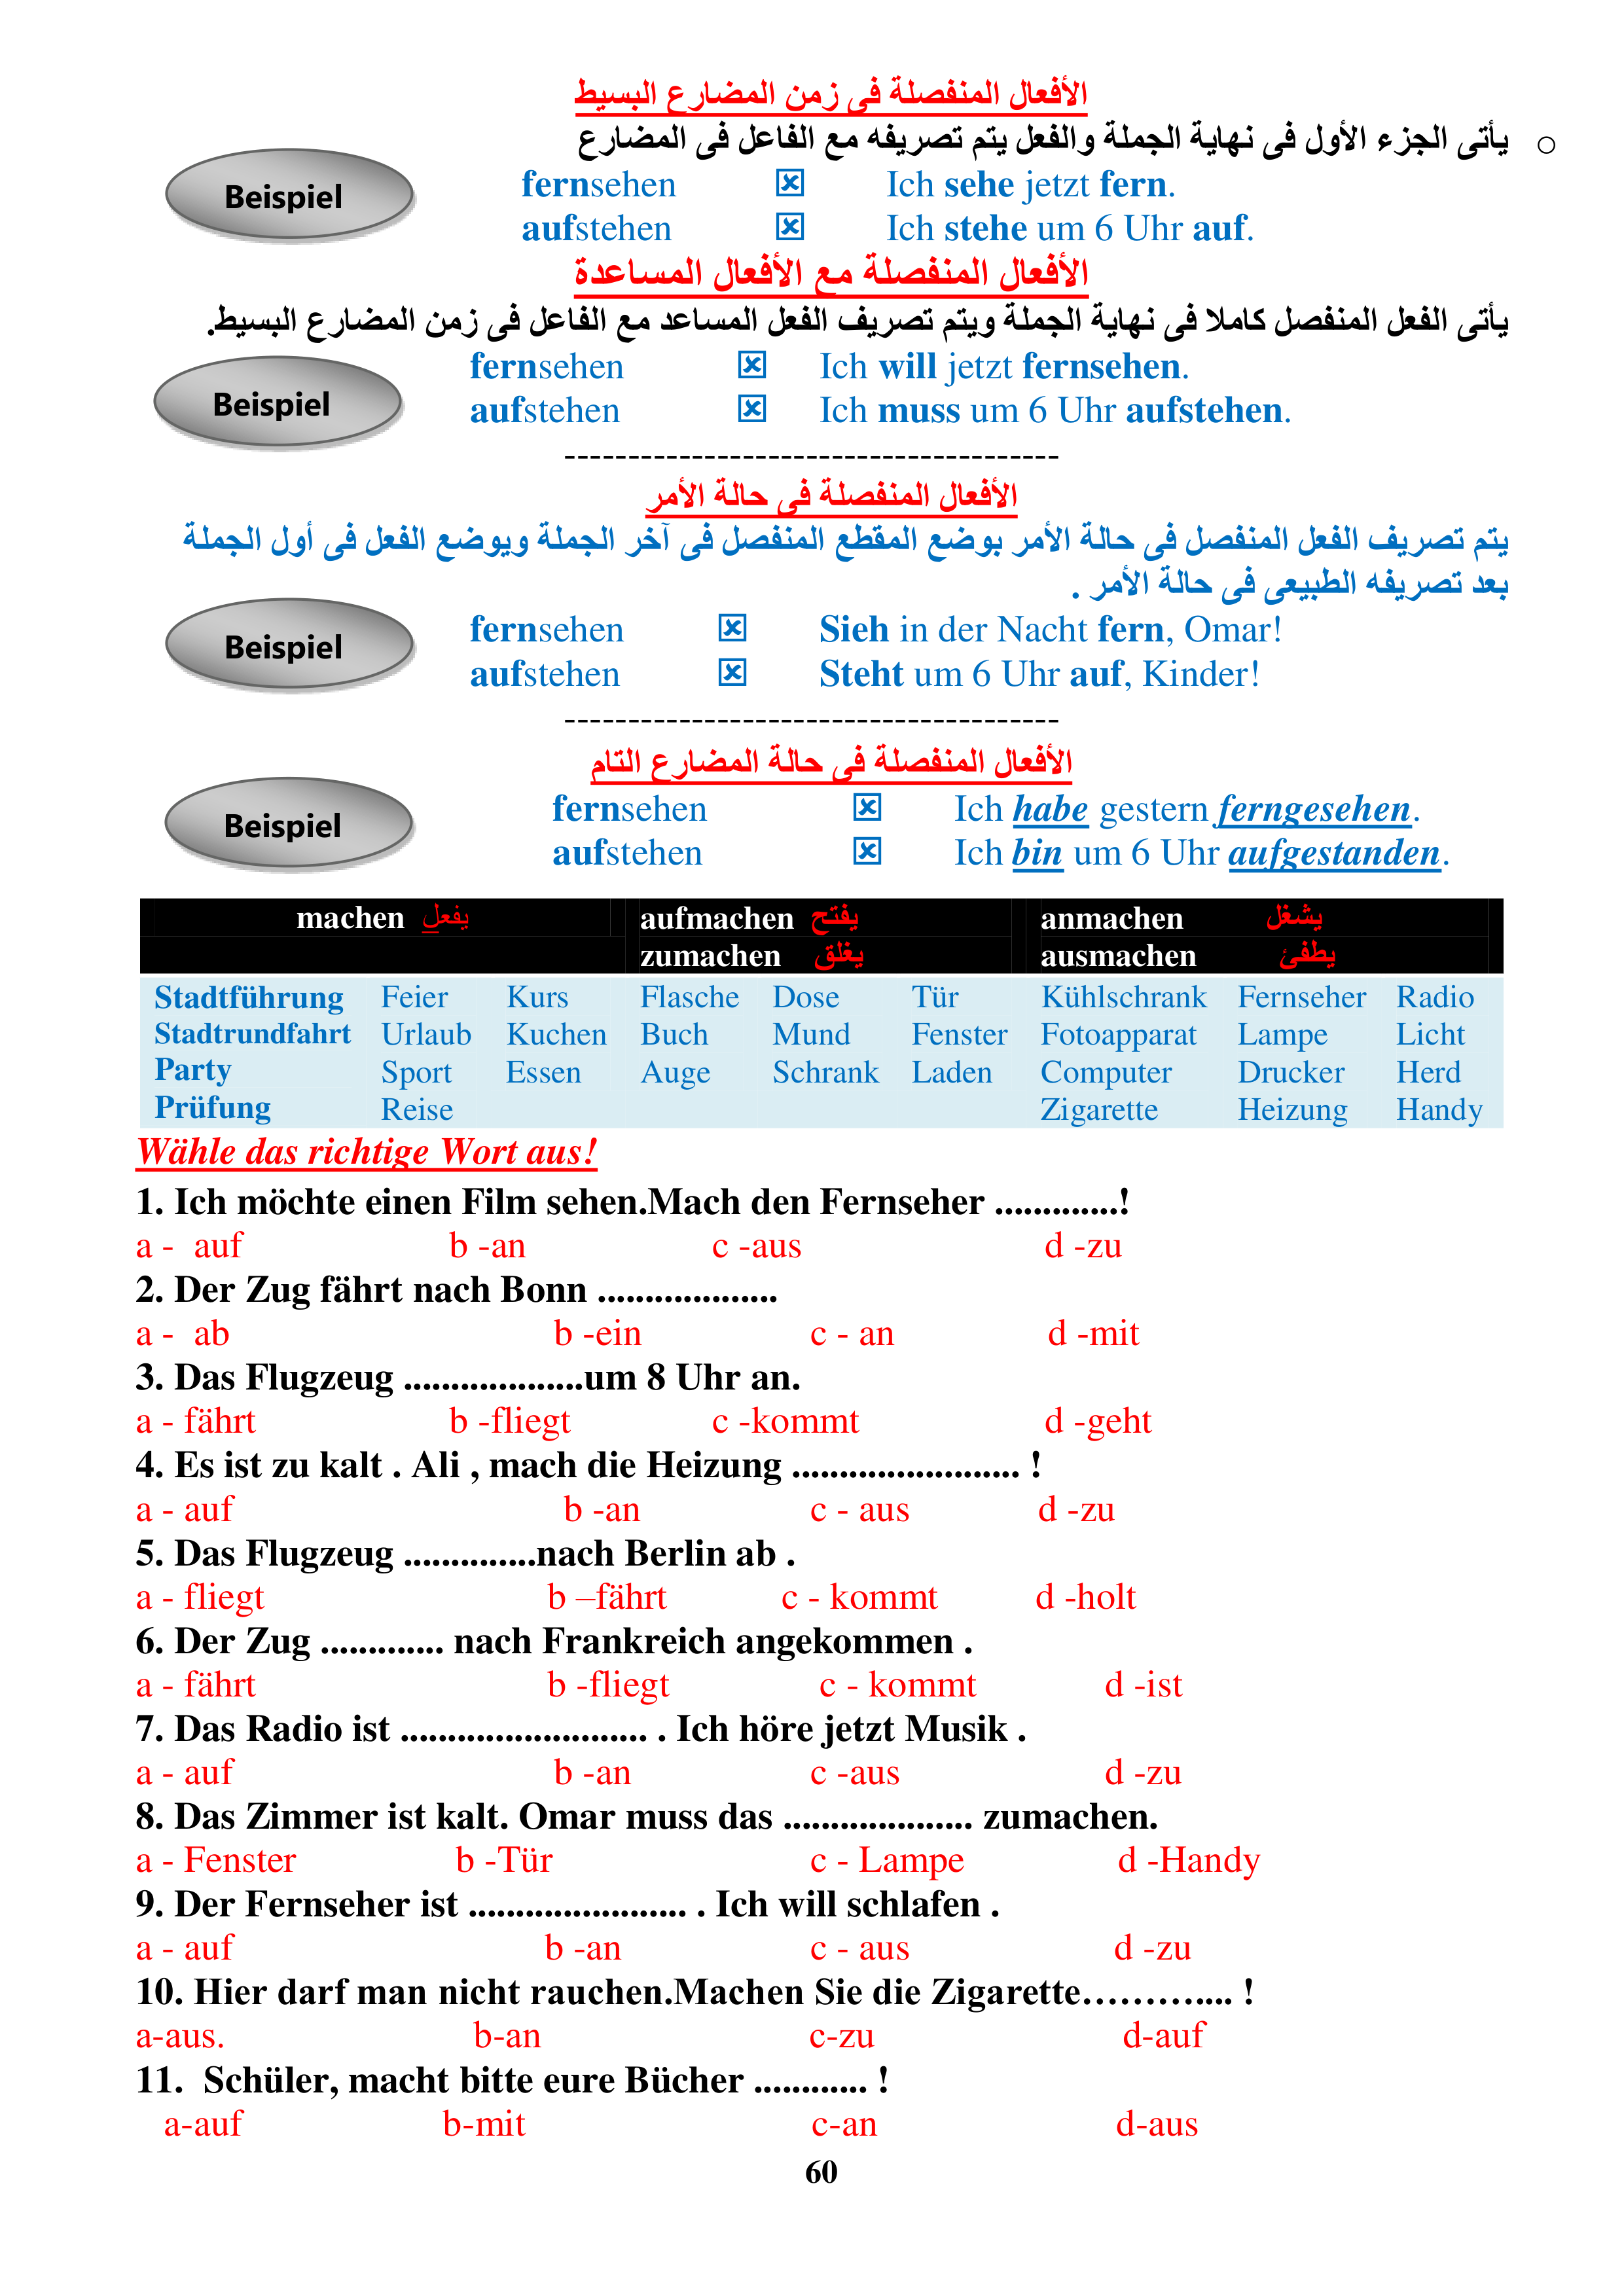 الأفعال المنفصلة فى زمن المضارع البسيط
o يأتى الجزء الأول فى نهاية الجملة والفعل يتم تصريفه مع الفاعل فى المضارع
Beispiel
fernsehen ☒ Ich sehe jetzt fern.
aufstehen ☒ Ich stehe um 6 Uhr auf.
الأفعال المنفصلة مع الأفعال المساعدة
يأتى الفعل المنفصل كاملا فى نهاية الجملة ويتم تصريف الفعل المساعد مع الفاعل فى زمن المضارع البسيط.
Beispiel
fernsehen ☒ Ich will jetzt fernsehen.
aufstehen ☒ Ich muss um 6 Uhr aufstehen.
---------------------------------------
الأفعال المنفصلة فى حالة الأمر
يتم تصريف الفعل المنفصل فى حالة الأمر بوضع المقطع المنفصل فى آخر الجملة ويوضع الفعل فى أول الجملة
بعد تصريفه الطبيعى فى حالة الأمر .
Beispiel
fernsehen ☒ Sieh in der Nacht fern, Omar!
aufstehen ☒ Steht um 6 Uhr auf, Kinder!
---------------------------------------
الأفعال المنفصلة فى حالة المضارع التام
Beispiel
fernsehen ☒ Ich habe gestern ferngesehen.
aufstehen ☒ Ich bin um 6 Uhr aufgestanden.
machen يفعل aufmachen يفتح anmachen يشغل
zumachen يغلق ausmachen يطفئ
Stadtführung Feier Kurs Flasche Dose Tür Kühlschrank Fernseher Radio
Stadtrundfahrt Urlaub Kuchen Buch Mund Fenster Fotoapparat Lampe Licht
Party Sport Essen Auge Schrank Laden Computer Drucker Herd
Prüfung Reise Zigarette Heizung Handy
Wähle das richtige Wort aus!
1. Ich möchte einen Film sehen.Mach den Fernseher .............!
a - auf b -an c -aus d -zu
2. Der Zug fährt nach Bonn ...................
a - ab b -ein c - an d -mit
3. Das Flugzeug ...................um 8 Uhr an.
a - fährt b -fliegt c -kommt d -geht
4. Es ist zu kalt . Ali , mach die Heizung ........................ !
a - auf b -an c - aus d -zu
5. Das Flugzeug ..............nach Berlin ab .
a - fliegt b –fährt c - kommt d -holt
6. Der Zug ............. nach Frankreich angekommen .
a - fährt b -fliegt c - kommt d -ist
7. Das Radio ist .......................... . Ich höre jetzt Musik .
a - auf b -an c -aus d -zu
8. Das Zimmer ist kalt. Omar muss das .................... zumachen.
a - Fenster b -Tür c - Lampe d -Handy
9. Der Fernseher ist ....................... . Ich will schlafen .
a - auf b -an c - aus d -zu
10. Hier darf man nicht rauchen.Machen Sie die Zigarette……….... !
a-aus. b-an c-zu d-auf
11. Schüler, macht bitte eure Bücher ............ !
a-auf b-mit c-an d-aus
60